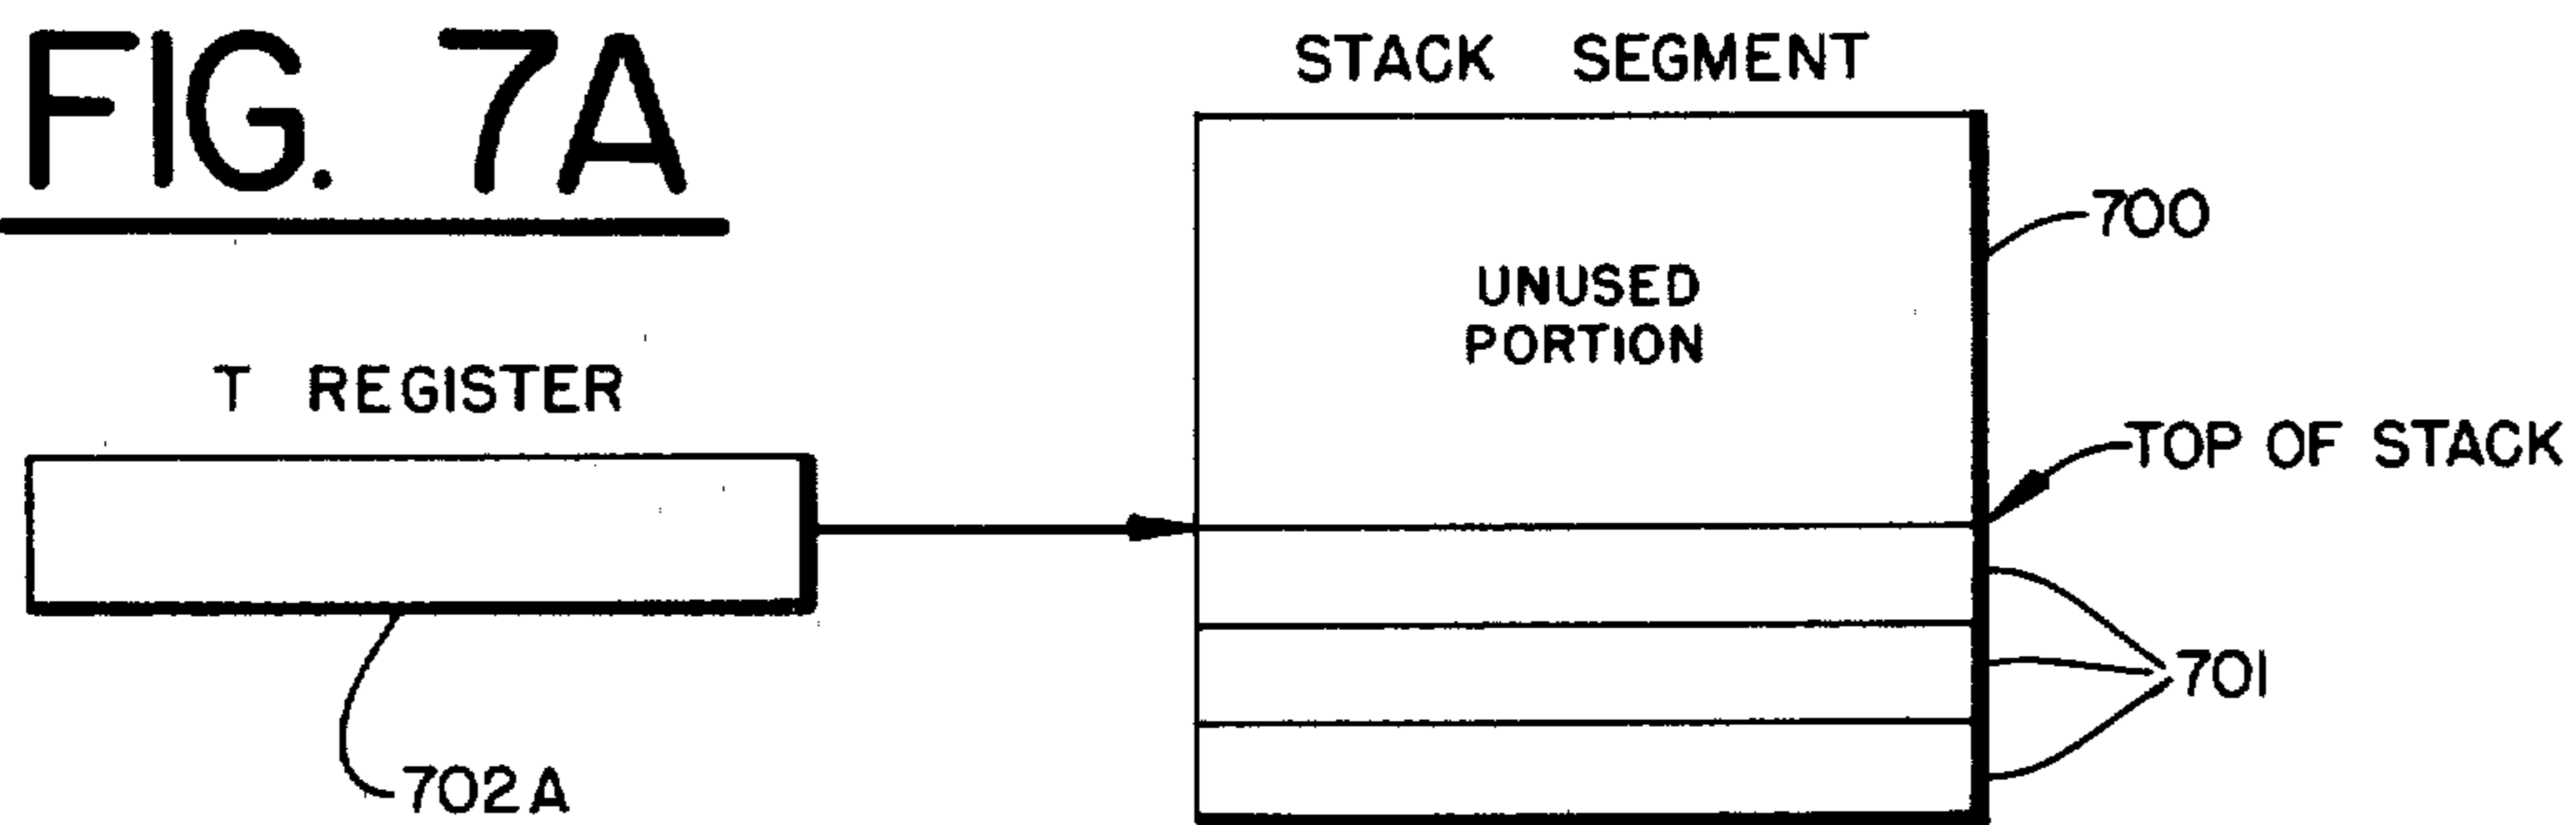 FIG. 7A
STACK SEGMENT
700
UNUSED
PORTION
T REGISTER
TOP OF STACK
701
702A